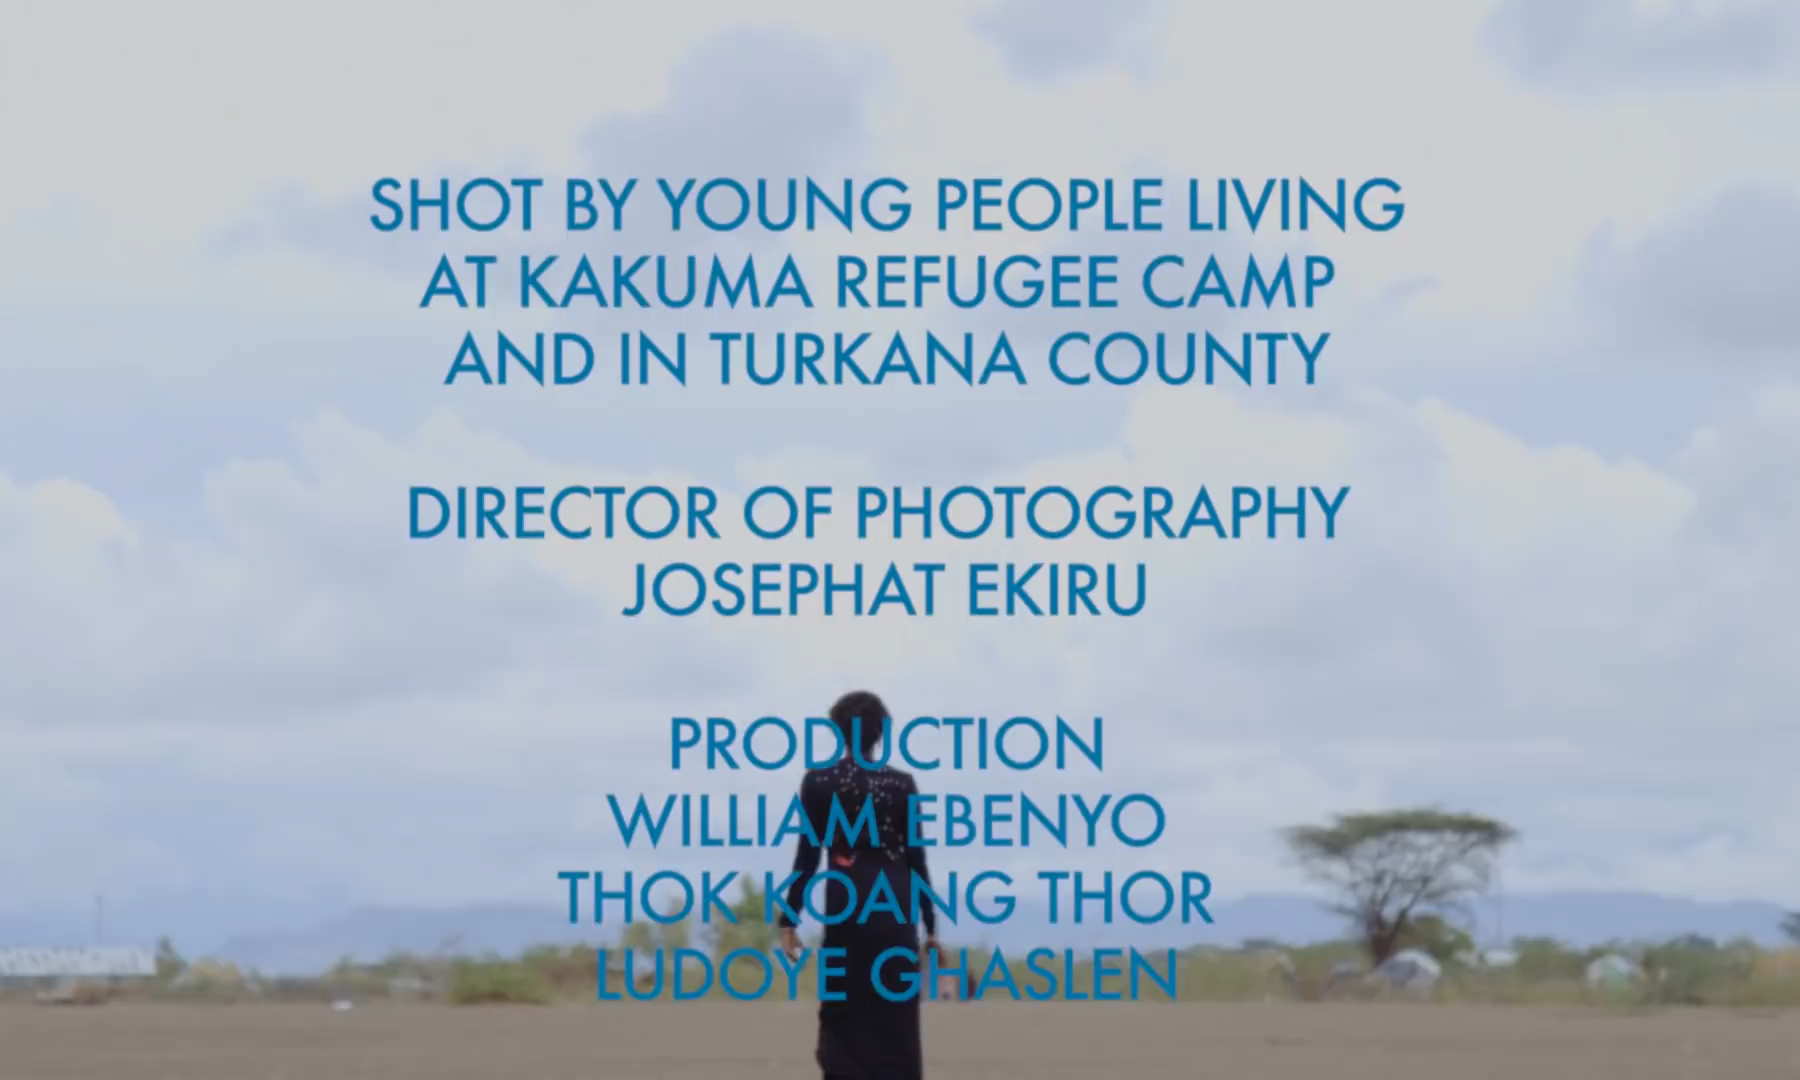 SHOT BY YOUNG PEOPLE LIVING
AT KAKUMA REFUGEE CAMP
AND IN TURKANA COUNTY
DIRECTOR OF PHOTOGRAPHY
JOSEPHAT EKIRU
PRODUCTION
WILLIAM EBENYO
THOK KOANG THOR
LUDOYE GHASLEN